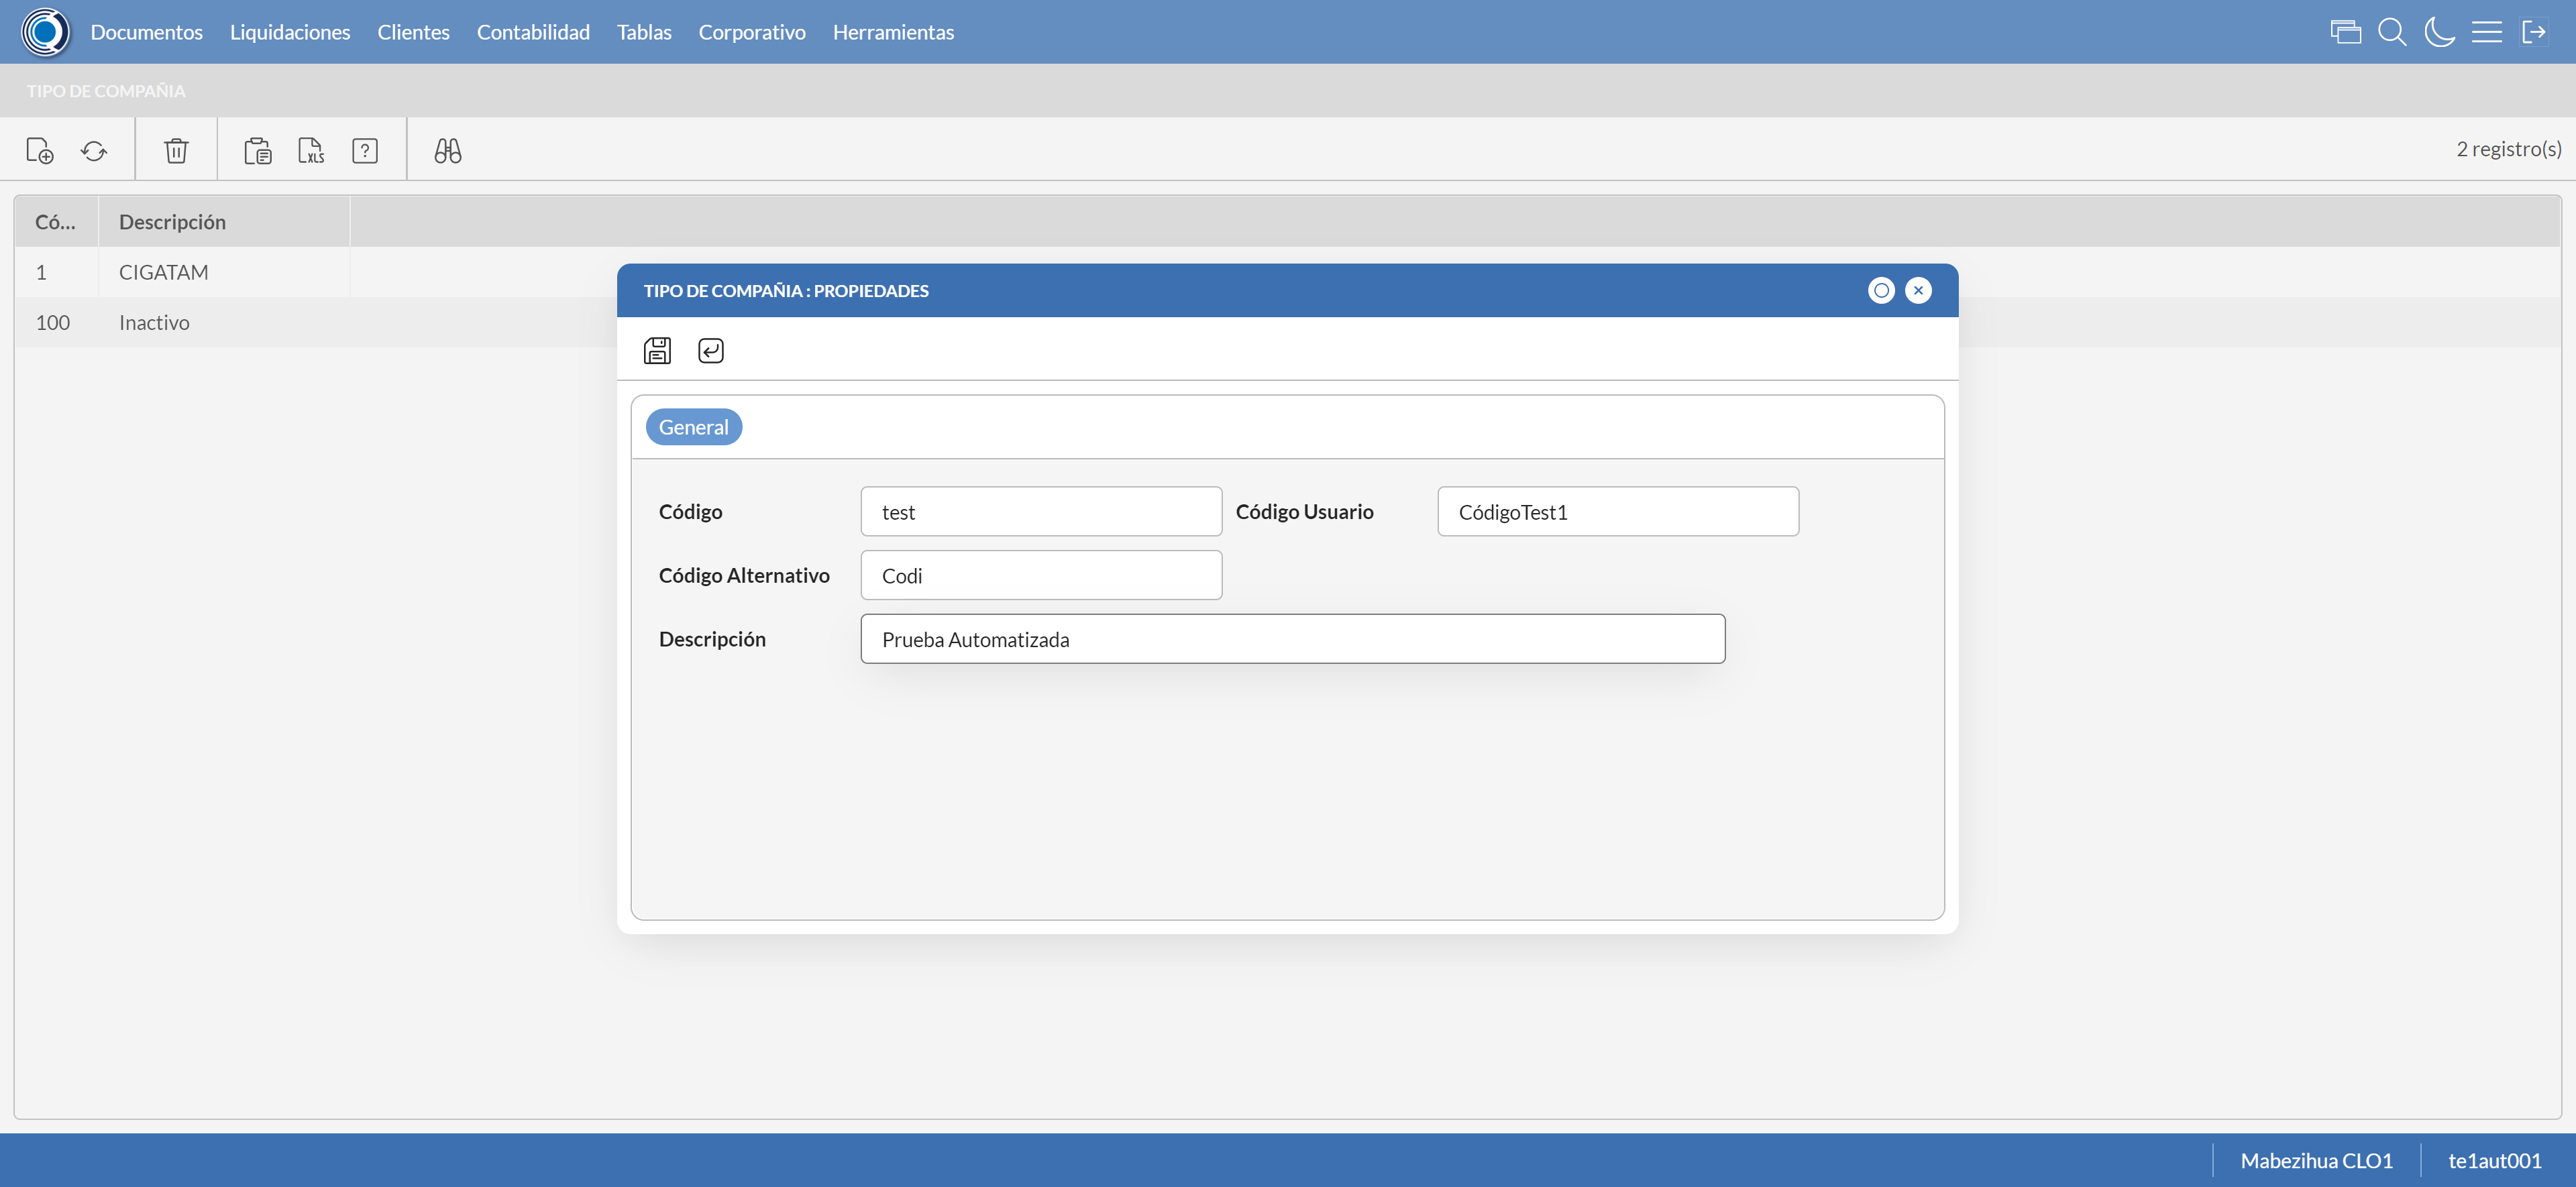 Documentos Liquidaciones Clientes Contabilidad Tablas Corporativo Herramientas
TIPO DE COMPAÑIA
XLS ? 2 registro(s)
Có... Descripción
1 CIGATAM
100 Inactivo
TIPO DE COMPAÑIA : PROPIEDADES
General
Código test Código Usuario CódigoTest1
Código Alternativo Codi
Descripción Prueba Automatizada
Mabezihua CLO1 te1aut001